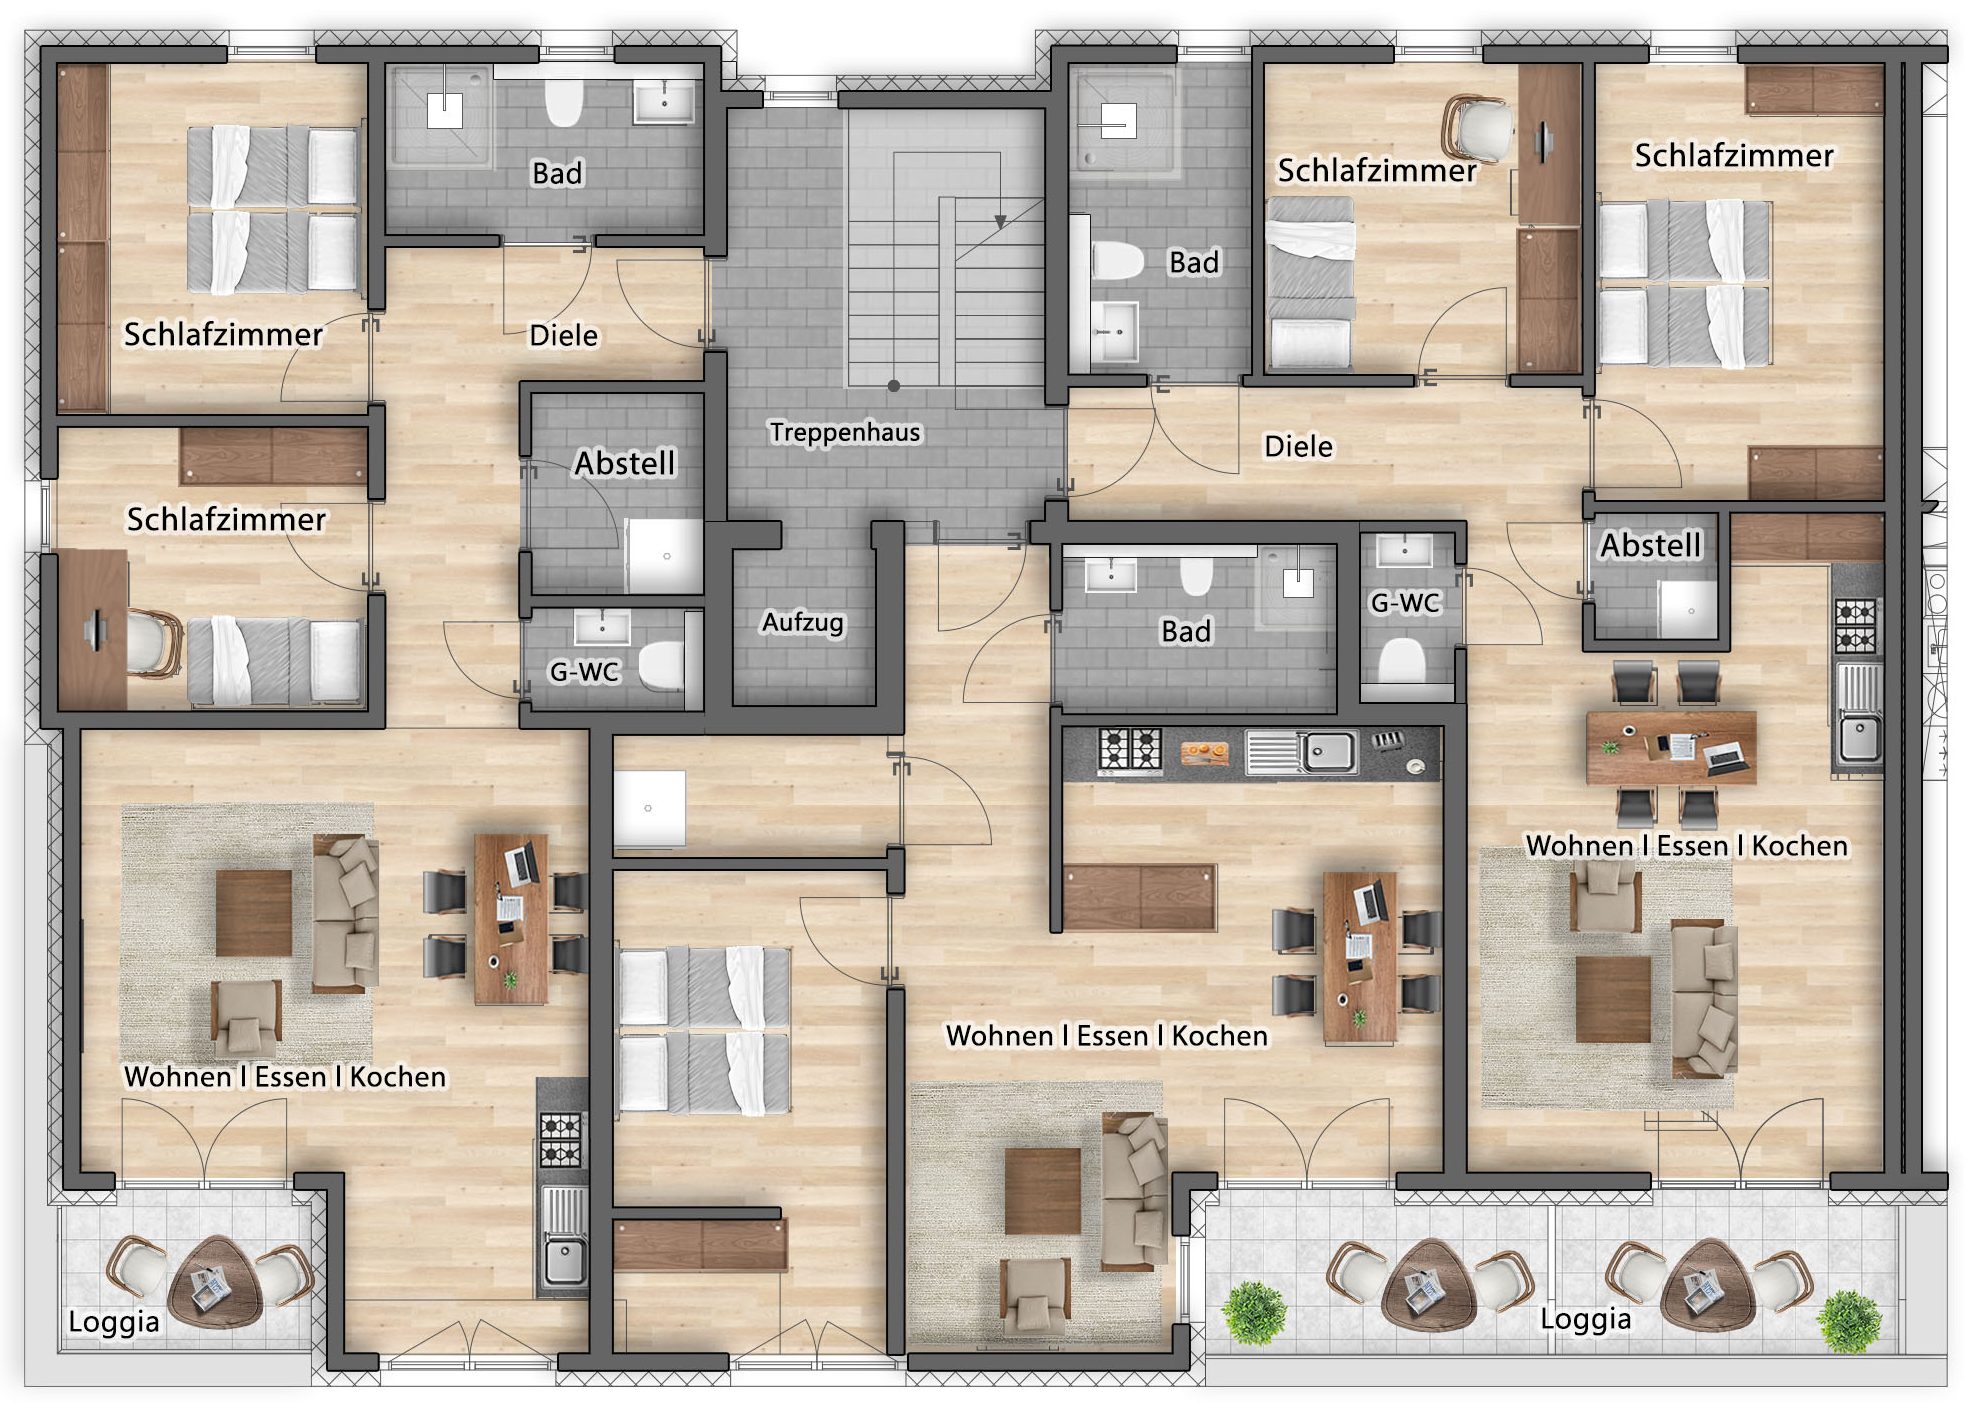 Schlafzimmer
Bad
Diele
Schlafzimmer
Abstell
G-WC
Wohnen I Essen I Kochen
Loggia
Treppenhaus
Aufzug
Bad
Wohnen I Essen I Kochen
Bad
Schlafzimmer
Schlafzimmer
Diele
G-WC
Abstell
Wohnen I Essen I Kochen
Loggia